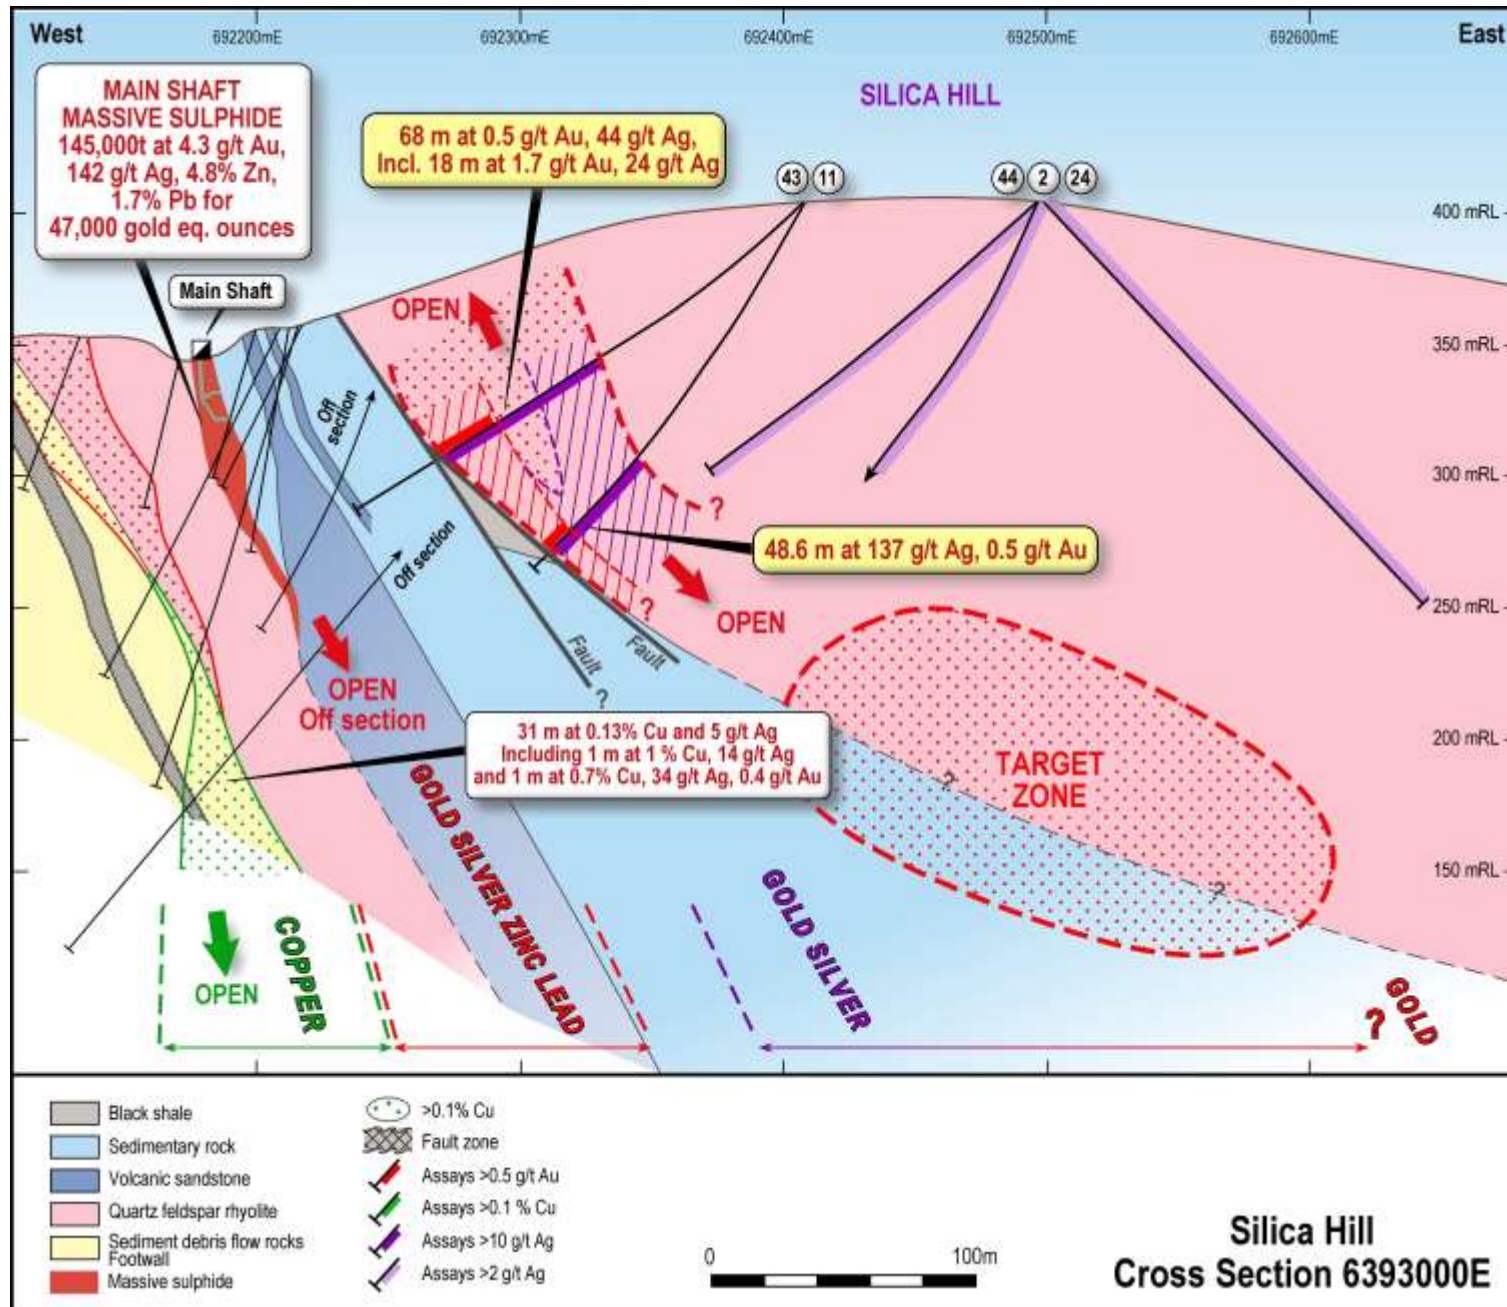 West
692200mE
692300mE
692400mE
692500mE
692600mE
East
MAIN SHAFT
MASSIVE SULPHIDE
145,000t at 4.3 g/t Au,
142 g/t Ag, 4.8% Zn,
1.7% Pb for
47,000 gold eq. ounces
68 m at 0.5 g/t Au, 44 g/t Ag,
Incl. 18 m at 1.7 g/t Au, 24 g/t Ag
SILICA HILL
43 11
44 2 24
400 mRL
Main Shaft
OPEN
350 mRL
Off
section
300 mRL
?
48.6 m at 137 g/t Ag, 0.5 g/t Au
Off section
250 mRL
?
OPEN
Fault
Fault
?
OPEN
Off section
31 m at 0.13% Cu and 5 g/t Ag
Including 1 m at 1 % Cu, 14 g/t Ag
and 1 m at 0.7% Cu, 34 g/t Ag, 0.4 g/t Au
200 mRL
TARGET
ZONE
?
?
150 mRL
OPEN
COPPER
GOLD SILVER ZINC LEAD
GOLD SILVER
?
GOLD
Black shale
Sedimentary rock
Volcanic sandstone
Quartz feldspar rhyolite
Sediment debris flow rocks
Footwall
Massive sulphide
>0.1% Cu
Fault zone
Assays >0.5 g/t Au
Assays >0.1 % Cu
Assays >10 g/t Ag
Assays >2 g/t Ag
0
100m
Silica Hill
Cross Section 6393000E